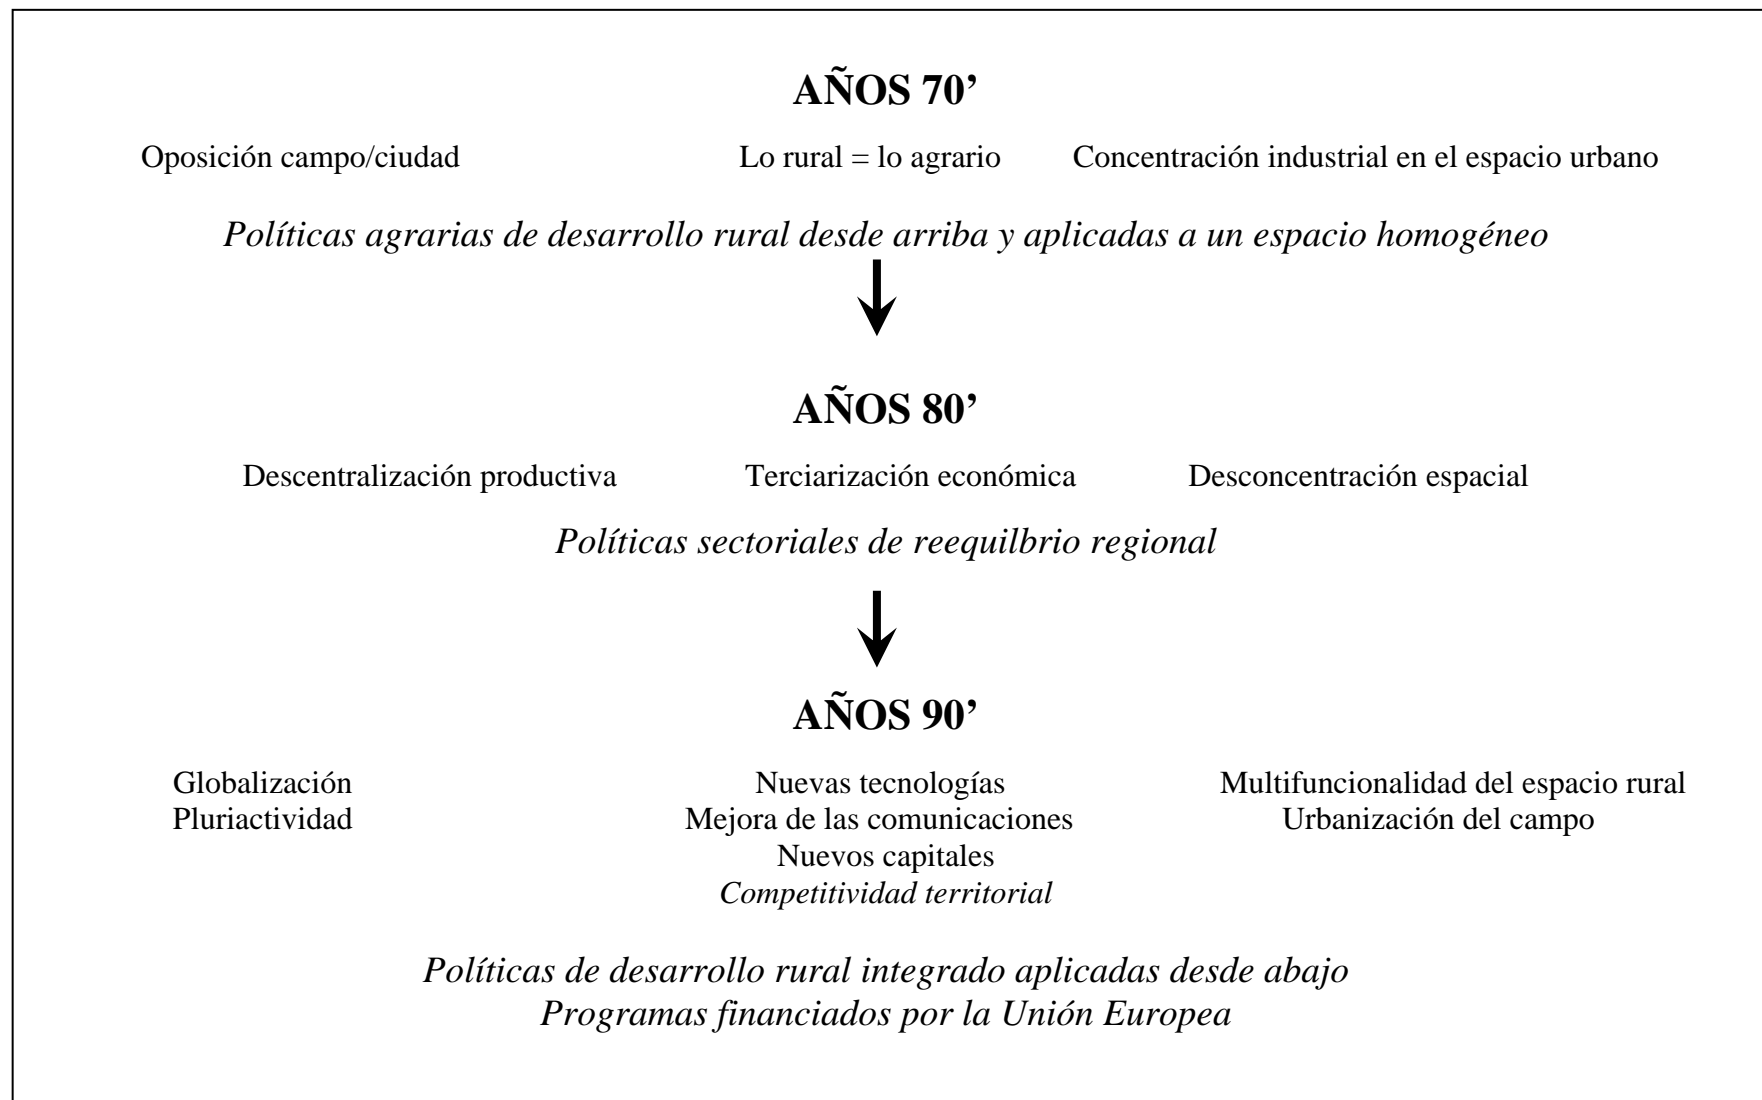 AÑOS 70’
Oposición campo/ciudad Lo rural = lo agrario Concentración industrial en el espacio urbano
Políticas agrarias de desarrollo rural desde arriba y aplicadas a un espacio homogéneo
AÑOS 80’
Descentralización productiva Terciarización económica Desconcentración espacial
Políticas sectoriales de reequilbrio regional
AÑOS 90’
Globalización Nuevas tecnologías Multifuncionalidad del espacio rural
Pluriactividad Mejora de las comunicaciones Urbanización del campo
Nuevos capitales
Competitividad territorial
Políticas de desarrollo rural integrado aplicadas desde abajo
Programas financiados por la Unión Europea